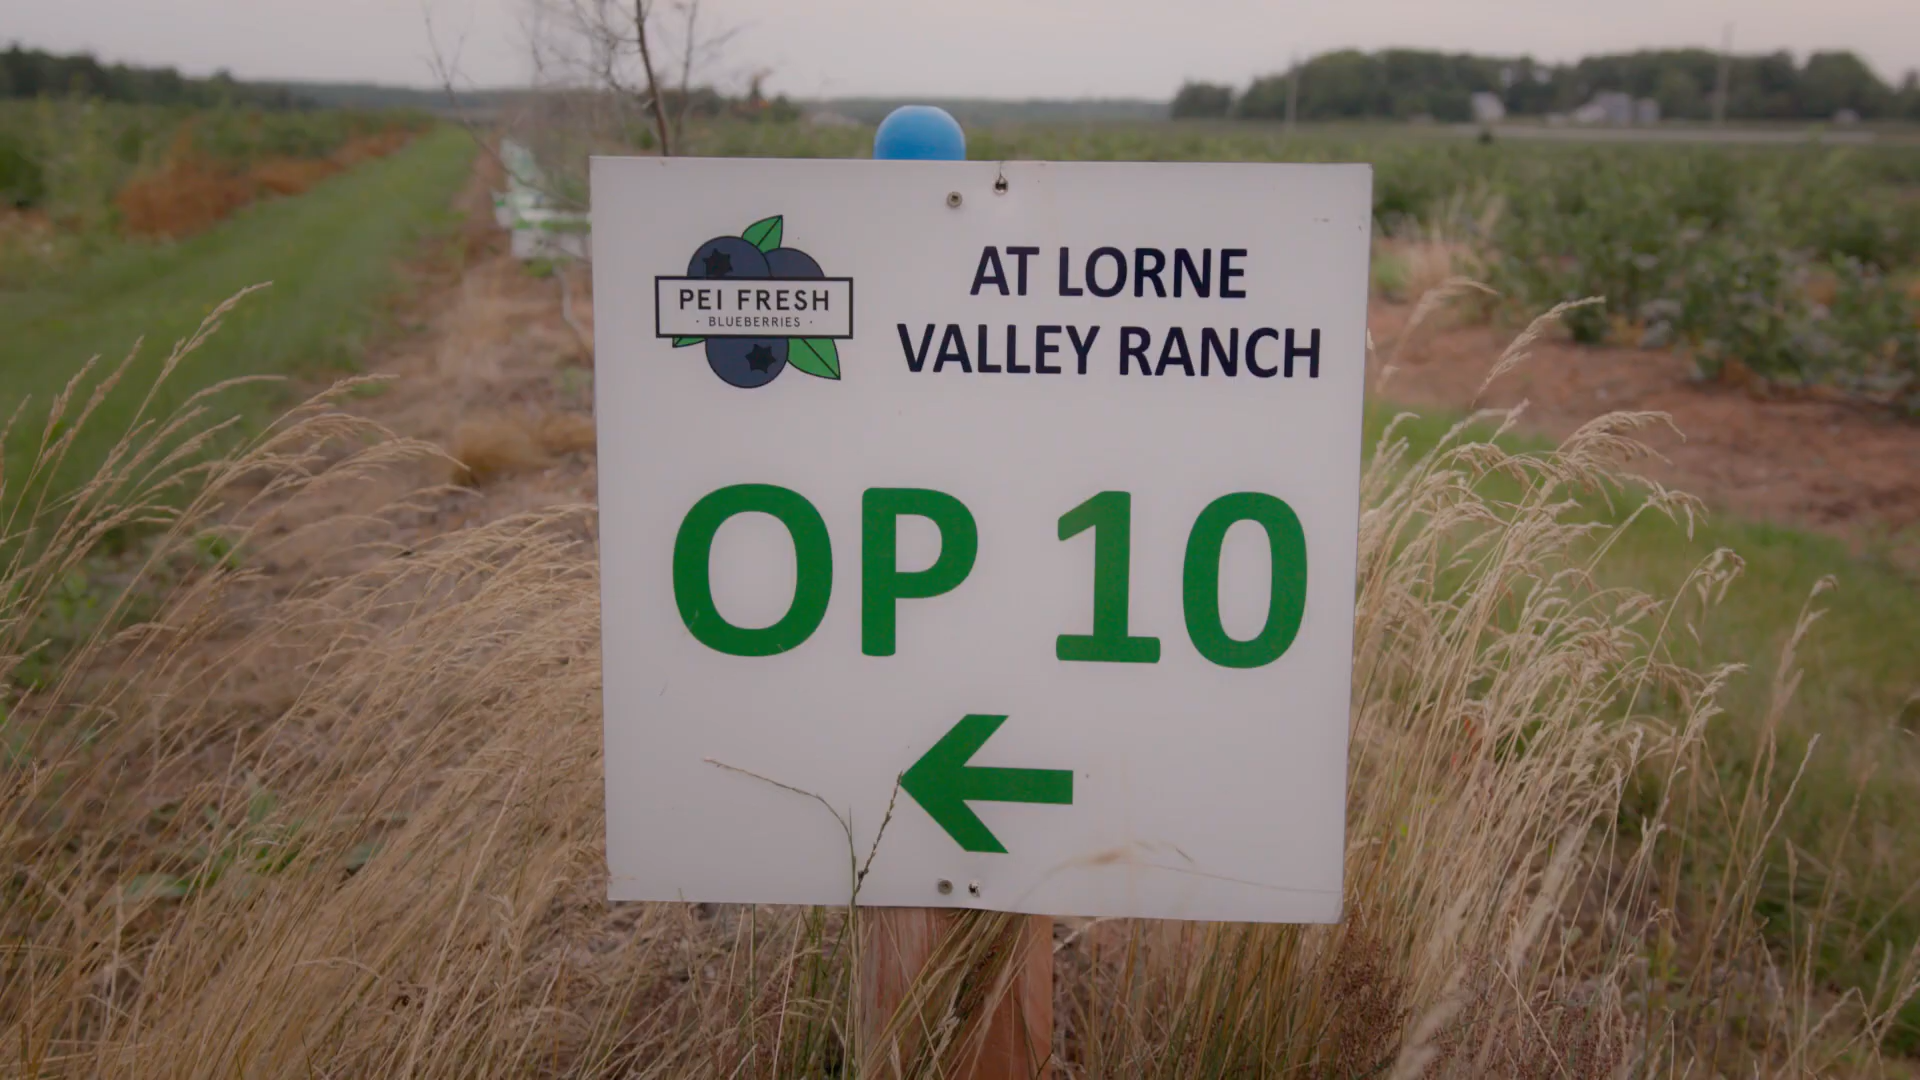 PEI FRESH
· BLUEBERRIES ·
AT LORNE
VALLEY RANCH
OP 10